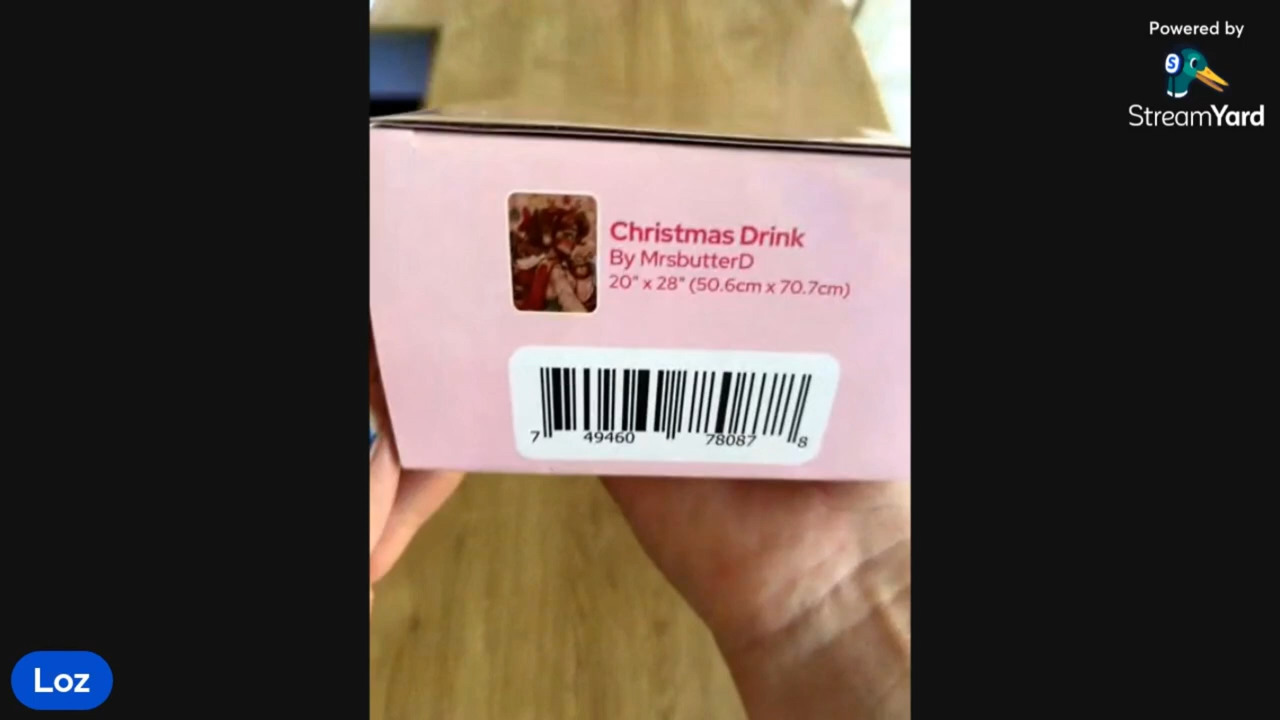 Powered by
StreamYard
Christmas Drink
By MrsbutterD
20" x 28" (50.6cm x 70.7cm)
7 49460 78087 8
Loz